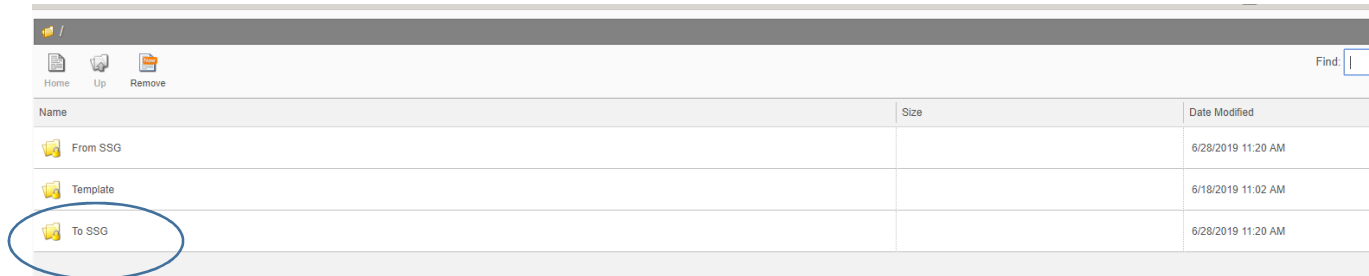 /
Home Up Remove
Find:
Name Size Date Modified
From SSG 6/28/2019 11:20 AM
Template 6/18/2019 11:02 AM
To SSG 6/28/2019 11:20 AM